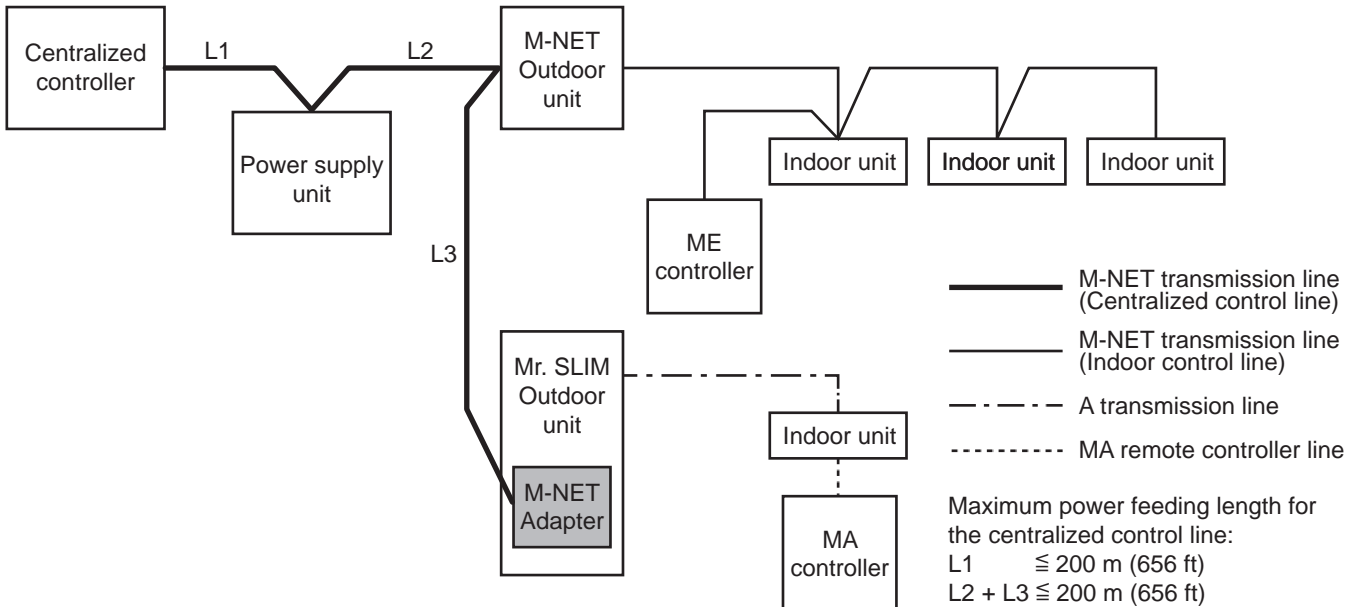 Centralized
controller
L1
L2
M-NET
Outdoor
unit
Power supply
unit
Indoor unit
Indoor unit
Indoor unit
ME
controller
L3
M-NET transmission line
(Centralized control line)
M-NET transmission line
(Indoor control line)
A transmission line
MA remote controller line
Mr. SLIM
Outdoor
unit
M-NET
Adapter
Indoor unit
MA
controller
Maximum power feeding length for
the centralized control line:
L1 ≦ 200 m (656 ft)
L2 + L3 ≦ 200 m (656 ft)